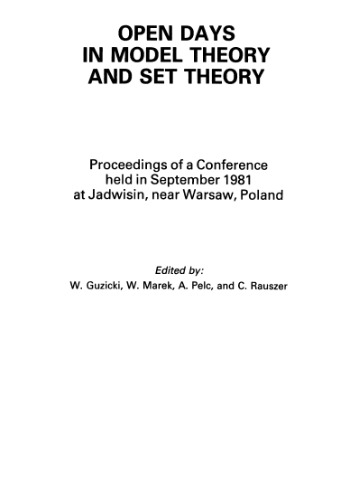 OPEN DAYS
IN MODEL THEORY
AND SET THEORY
Proceedings of a Conference
held in September 1981
at Jadwisin, near Warsaw, Poland
Edited by:
W. Guzicki, W. Marek, A. Pelc, and C. Rauszer